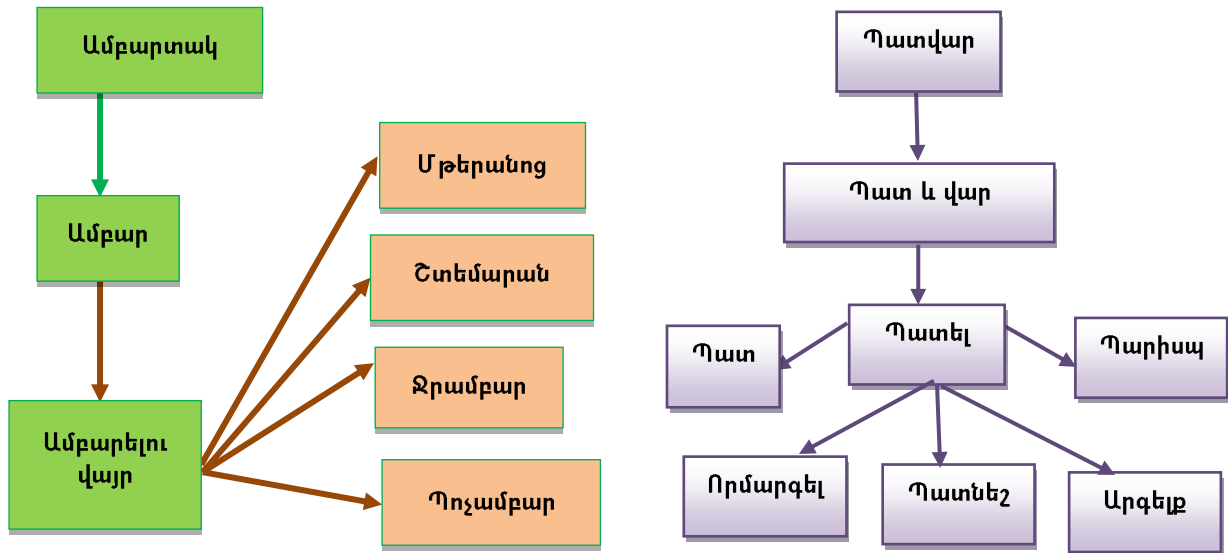 Ամբարտակ
Ամբար
Ամբարելու
վայր
Մթերանոց
Շտեմարան
Ջրամբար
Պոչամբար
Պատվար
Պատ և վար
Պատել
Պատ
Պարիսպ
Որմարգել
Պատնեշ
Արգելք